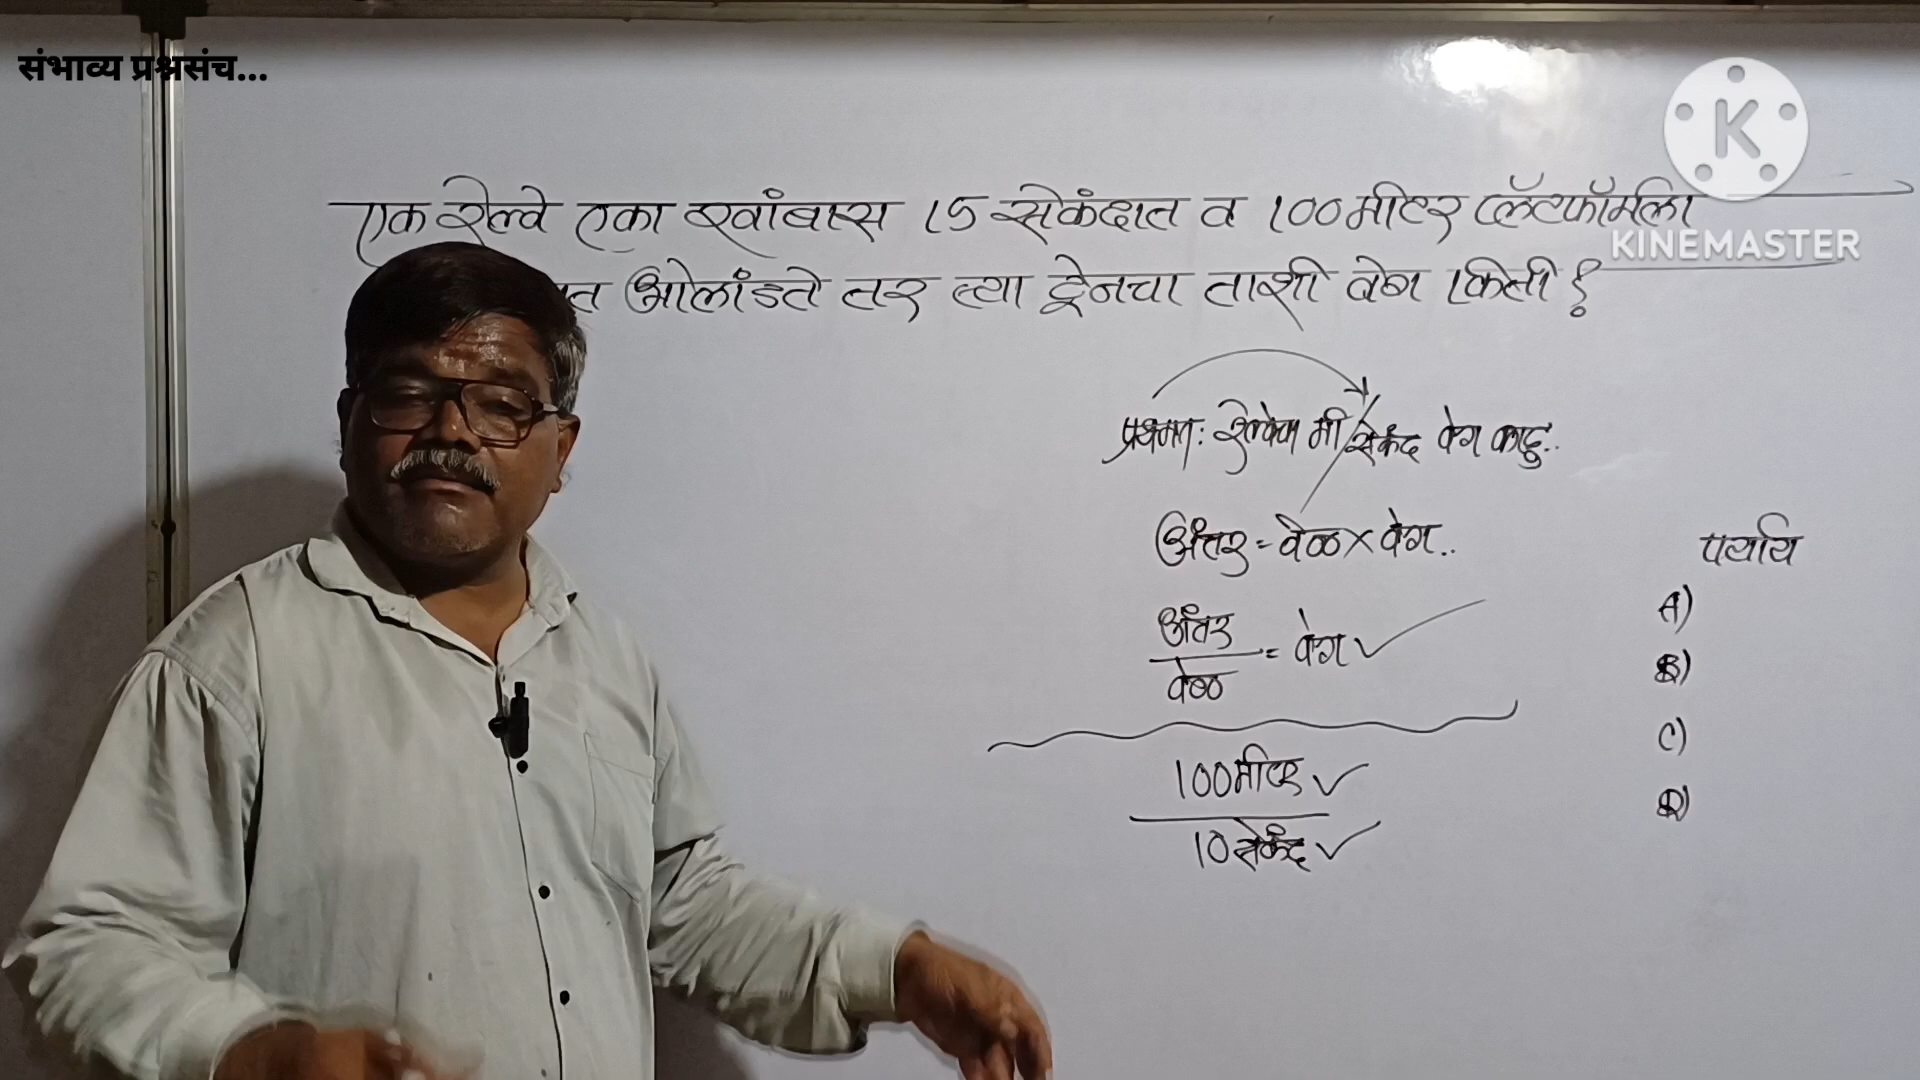 संभाव्य प्रश्नसंच...
एक रेल्वे एका खांबास 15 सेकंदात व 100 मीटर प्लॅटफॉर्मला
ओलांडते तर त्या ट्रेनचा ताशी वेग किती?
प्रथमतः रेल्वेचा मी/सेकंद वेग काढू..
अंतर = वेळ × वेग..
अंतर
वेळ
= वेग ✓
100 मीटर ✓
10 सेकंद ✓
पर्याय
A)
B)
C)
D)
K
KINEMASTER